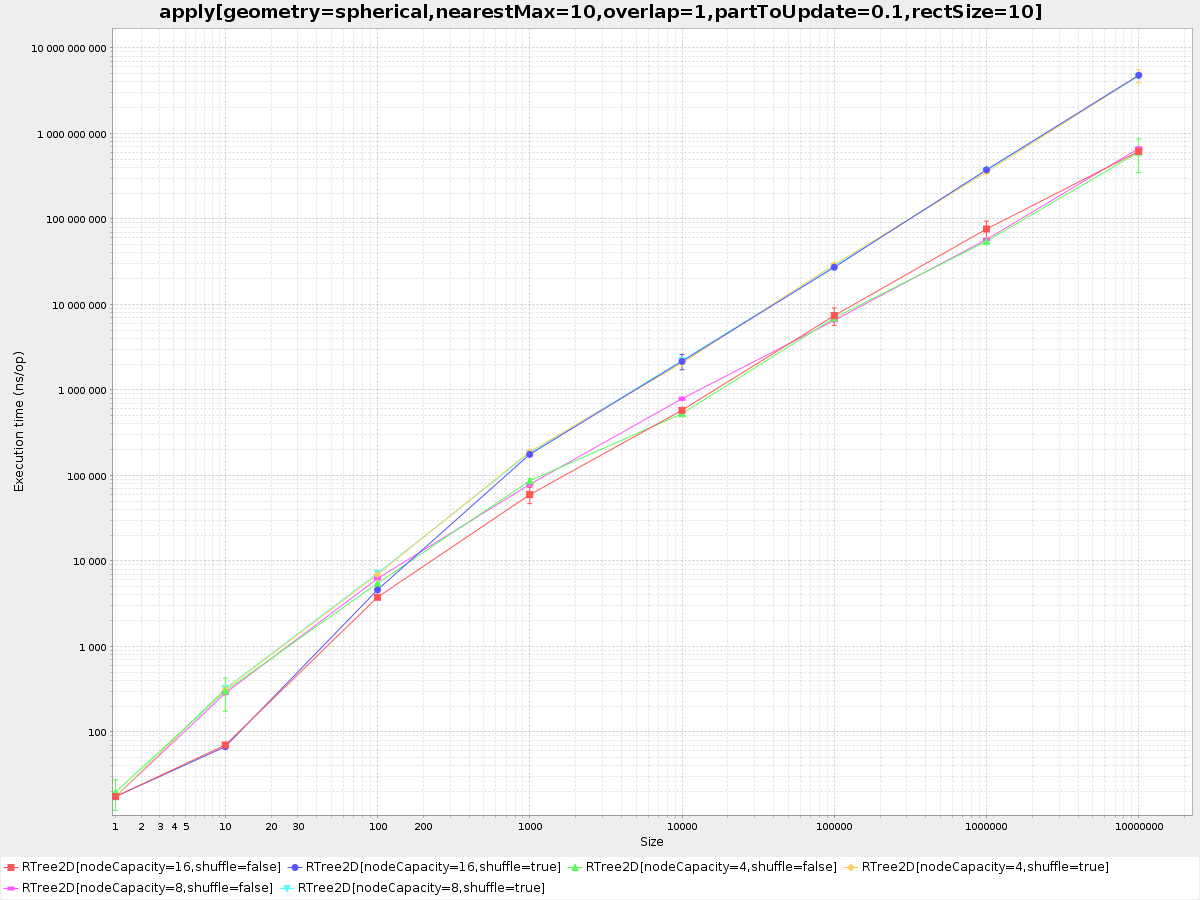 apply[geometry=spherical,nearestMax=10,overlap=1,partToUpdate=0.1,rectSize=10]
10 000 000 000
1 000 000 000
100 000 000
10 000 000
1 000 000
100 000
10 000
1 000
100
Execution time (ns/op)
1 2 3 4 5 10 20 30 100 200 1000 10000 100000 1000000 10000000
Size
RTree2D[nodeCapacity=16,shuffle=false] RTree2D[nodeCapacity=16,shuffle=true] RTree2D[nodeCapacity=4,shuffle=false] RTree2D[nodeCapacity=4,shuffle=true]
RTree2D[nodeCapacity=8,shuffle=false] RTree2D[nodeCapacity=8,shuffle=true]